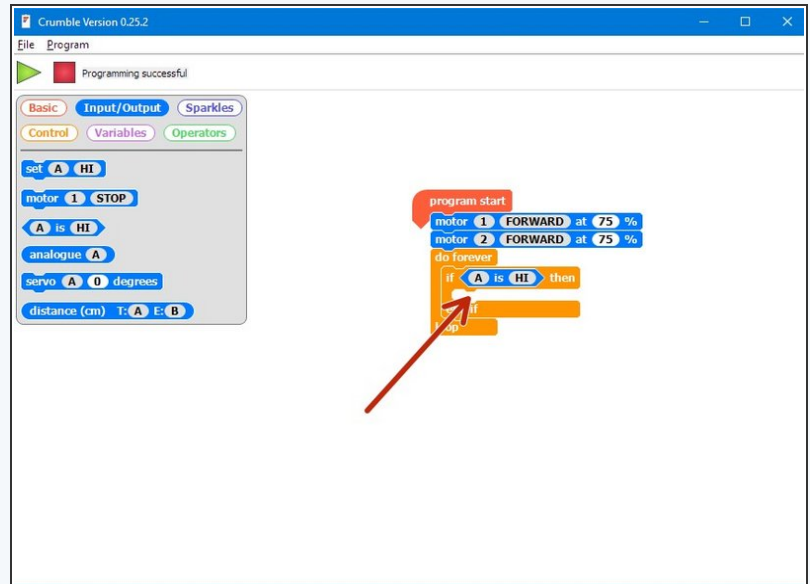 Crumble Version 0.25.2
File Program
Programming successful
Basic Input/Output Sparkles
Control Variables Operators
set A HI
motor 1 STOP
A is HI
analogue A
servo A 0 degrees
distance (cm) T: A E: B
program start
motor 1 FORWARD at 75 %
motor 2 FORWARD at 75 %
do forever
if A is HI then
if
loop